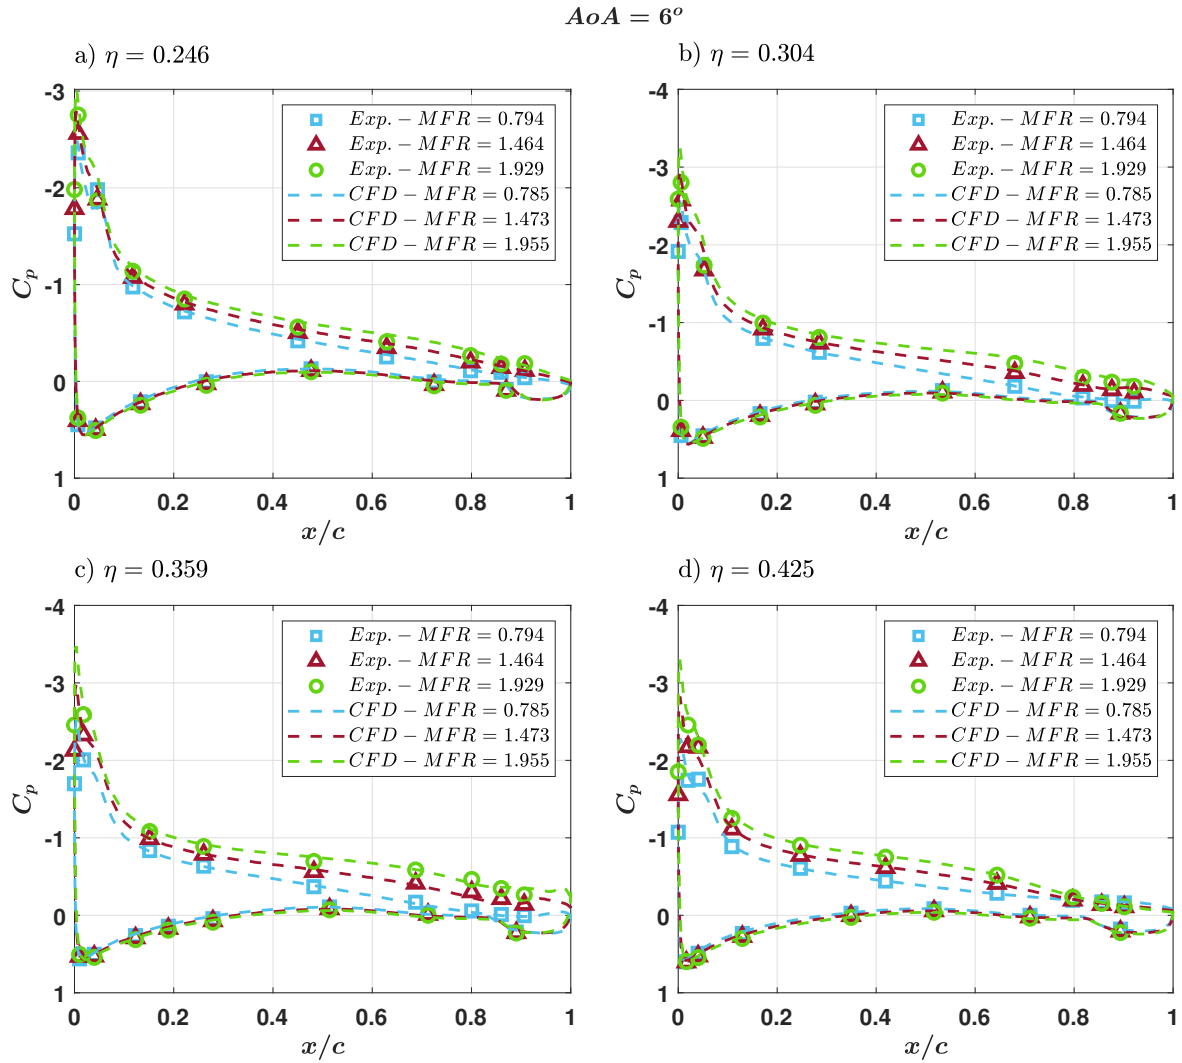 AoA = 6°
a) η = 0.246
-3
-2
-1
0
1
0 0.2 0.4 0.6 0.8 1
C_p
x/c
Exp. − MFR = 0.794
Exp. − MFR = 1.464
Exp. − MFR = 1.929
CFD − MFR = 0.785
CFD − MFR = 1.473
CFD − MFR = 1.955
b) η = 0.304
-4
-3
-2
-1
0
1
0 0.2 0.4 0.6 0.8 1
C_p
x/c
Exp. − MFR = 0.794
Exp. − MFR = 1.464
Exp. − MFR = 1.929
CFD − MFR = 0.785
CFD − MFR = 1.473
CFD − MFR = 1.955
c) η = 0.359
-4
-3
-2
-1
0
1
0 0.2 0.4 0.6 0.8 1
C_p
x/c
Exp. − MFR = 0.794
Exp. − MFR = 1.464
Exp. − MFR = 1.929
CFD − MFR = 0.785
CFD − MFR = 1.473
CFD − MFR = 1.955
d) η = 0.425
-4
-3
-2
-1
0
1
0 0.2 0.4 0.6 0.8 1
C_p
x/c
Exp. − MFR = 0.794
Exp. − MFR = 1.464
Exp. − MFR = 1.929
CFD − MFR = 0.785
CFD − MFR = 1.473
CFD − MFR = 1.955